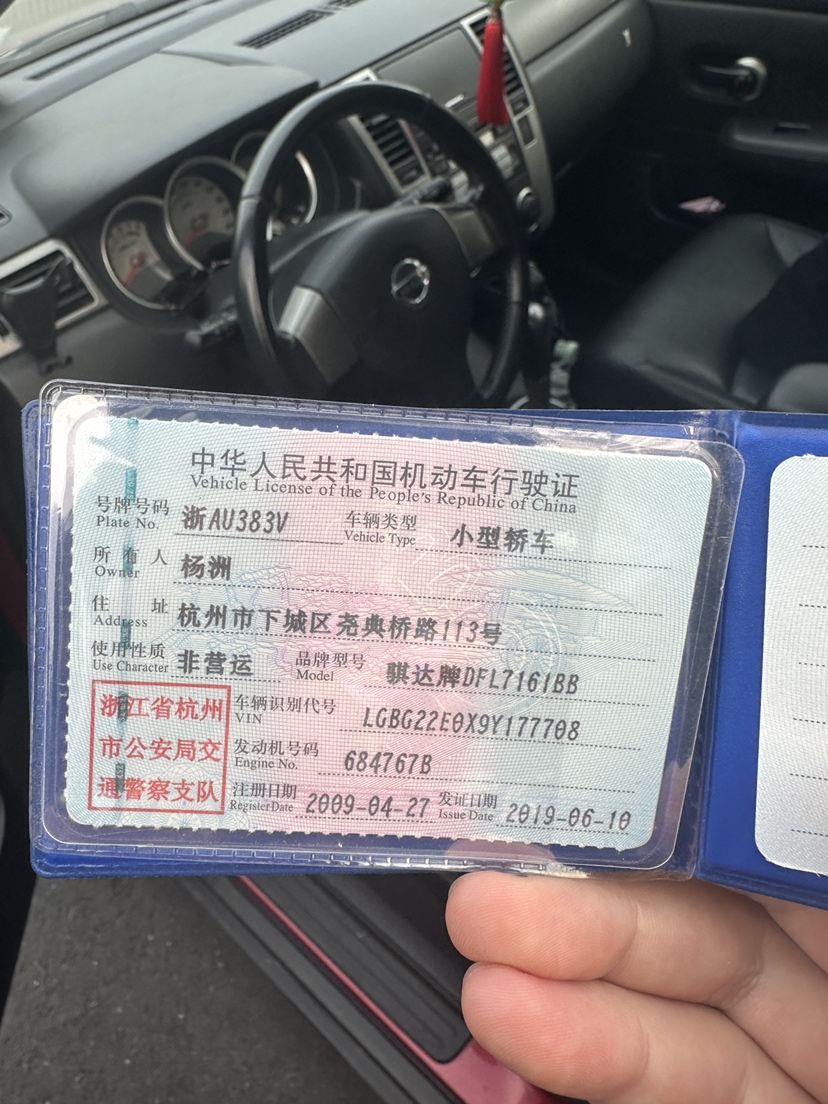 中华人民共和国机动车行驶证
Vehicle License of the People's Republic of China
号牌号码 浙AU383V 车辆类型 小型轿车
Plate No. Vehicle Type
所有人 杨洲
Owner
住址 杭州市下城区尧典桥路113号
Address
使用性质 非营运 品牌型号 骐达牌DFL7161BB
Use Character Model
浙江省杭州
市公安局交
通警察支队
车辆识别代号 LGBG22E0X9Y177708
VIN
发动机号码 684767B
Engine No.
注册日期 2009-04-27 发证日期 2019-06-10
Register Date Issue Date